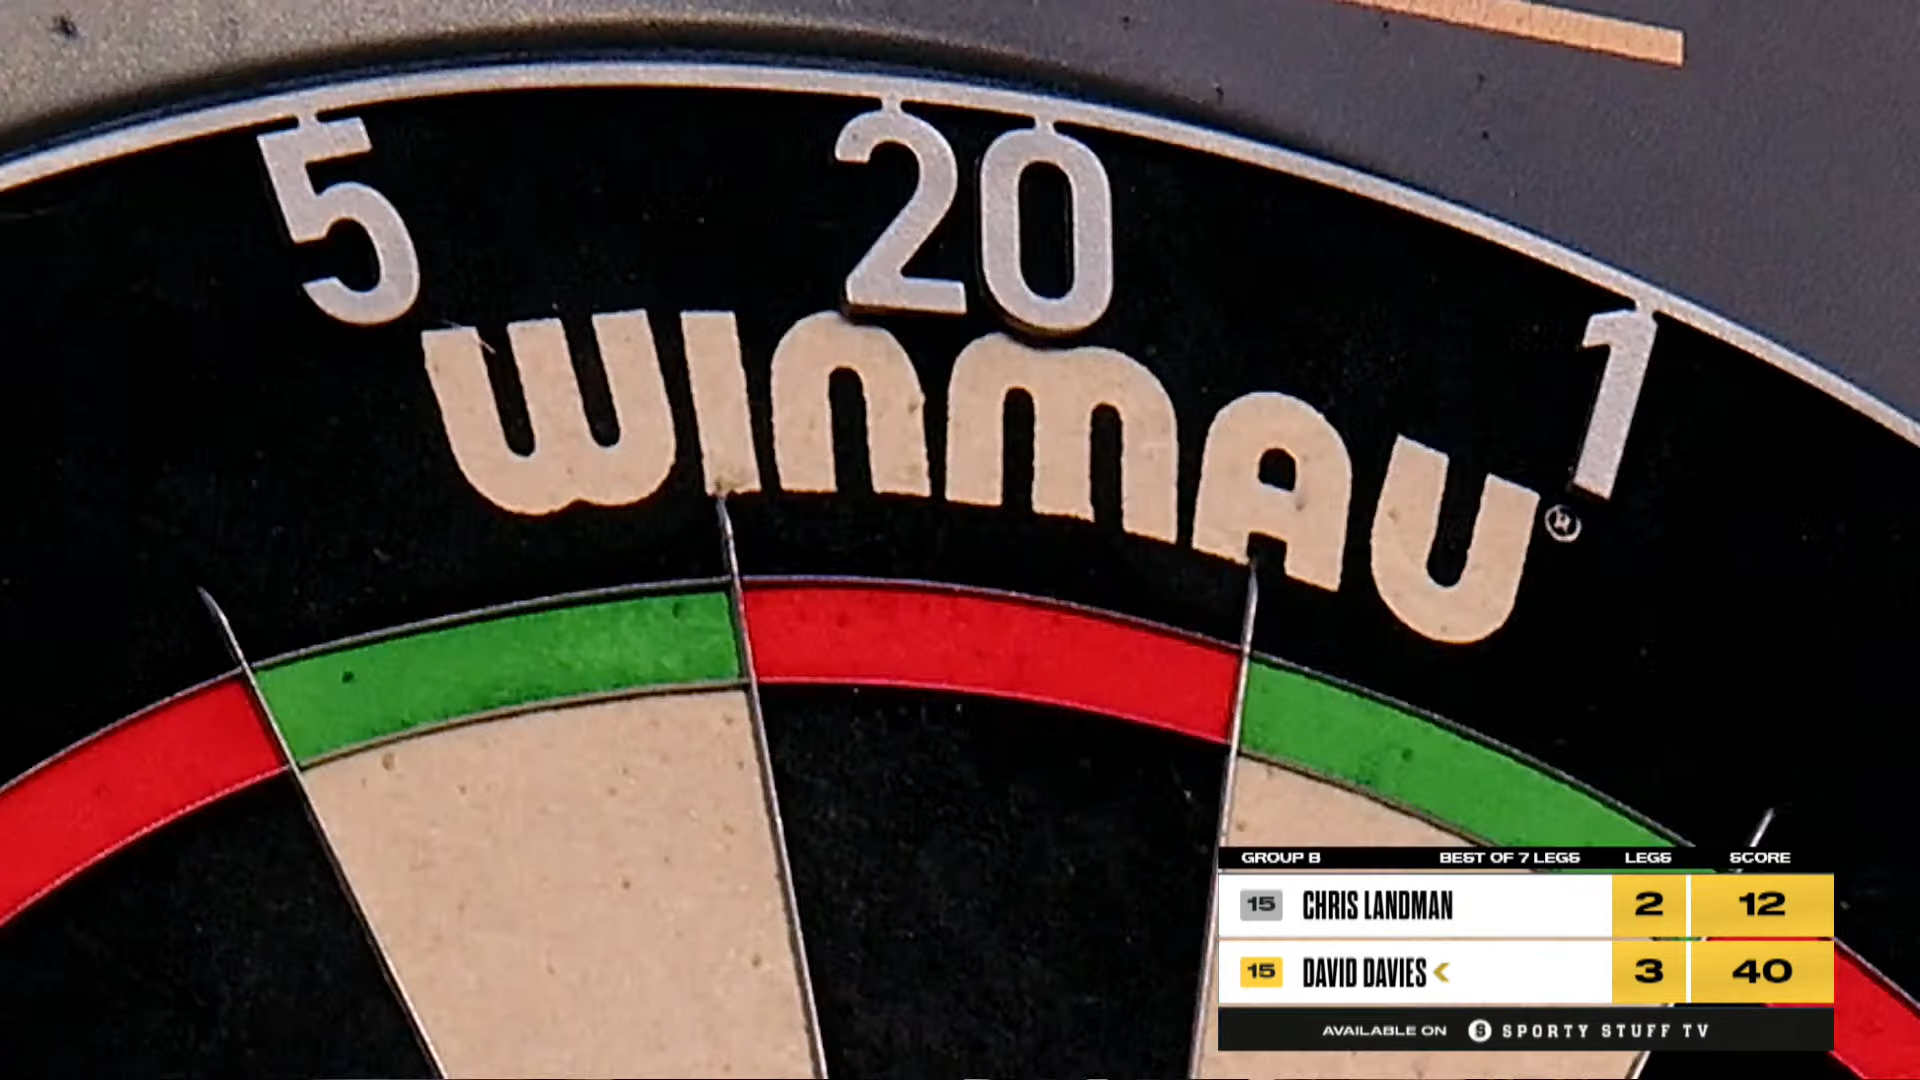 5 20 1
WINMAU®
GROUP B BEST OF 7 LEGS LEGS SCORE
15 CHRIS LANDMAN 2 12
15 DAVID DAVIES 3 40
AVAILABLE ON S SPORTY STUFF TV